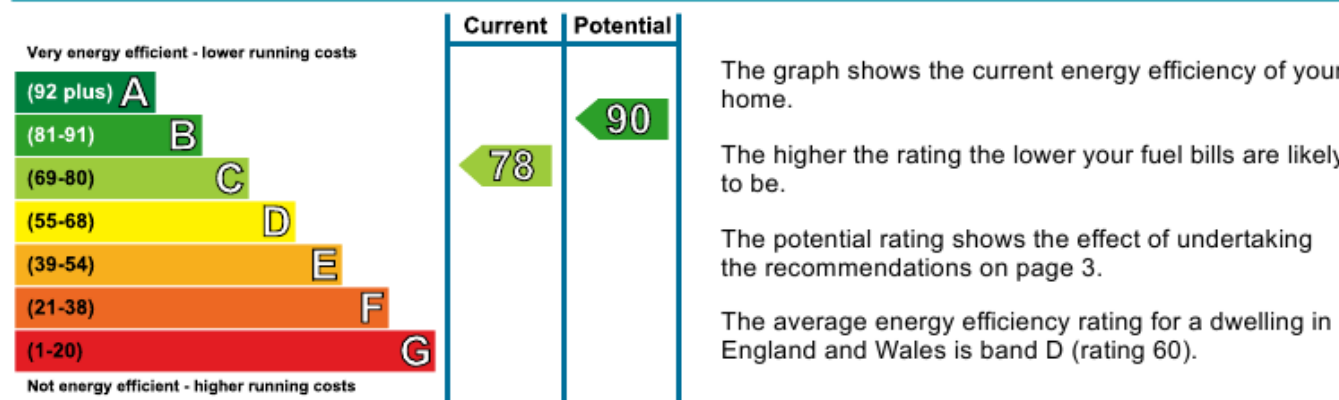 Current Potential
Very energy efficient - lower running costs
(92 plus) A
(81-91) B
(69-80) C
(55-68) D
(39-54) E
(21-38) F
(1-20) G
Not energy efficient - higher running costs
78
90
The graph shows the current energy efficiency of your
home.
The higher the rating the lower your fuel bills are likely
to be.
The potential rating shows the effect of undertaking
the recommendations on page 3.
The average energy efficiency rating for a dwelling in
England and Wales is band D (rating 60).